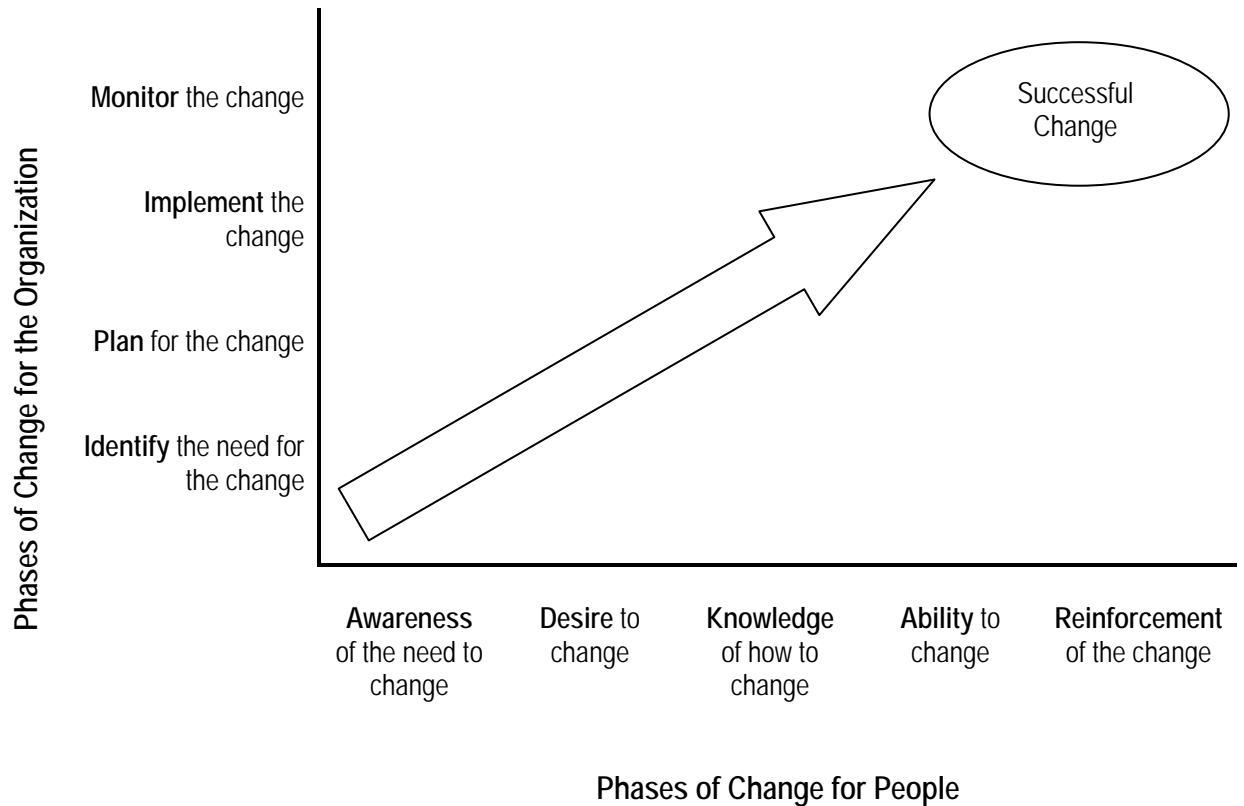 Phases of Change for the Organization
Monitor the change
Implement the
change
Plan for the change
Identify the need for
the change
Successful
Change
Awareness
of the need to
change
Desire to
change
Knowledge
of how to
change
Ability to
change
Reinforcement
of the change
Phases of Change for People